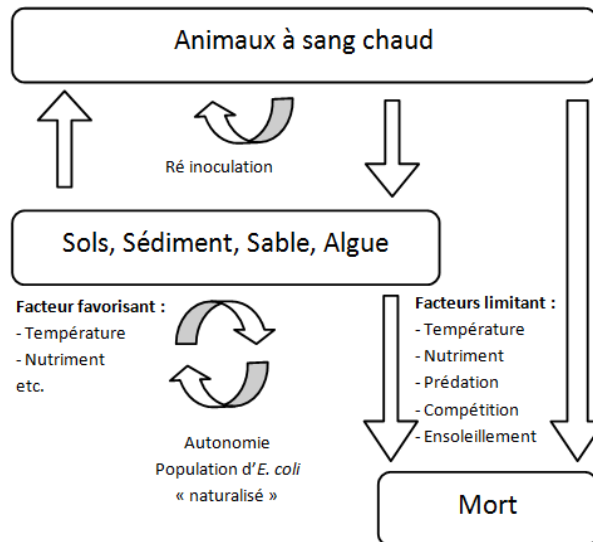 Animaux à sang chaud
Ré inoculation
Sols, Sédiment, Sable, Algue
Facteur favorisant :
- Température
- Nutriment
etc.
Facteurs limitant :
- Température
- Nutriment
- Prédation
- Compétition
- Ensoleillement
Autonomie
Population d'E. coli
« naturalisé »
Mort